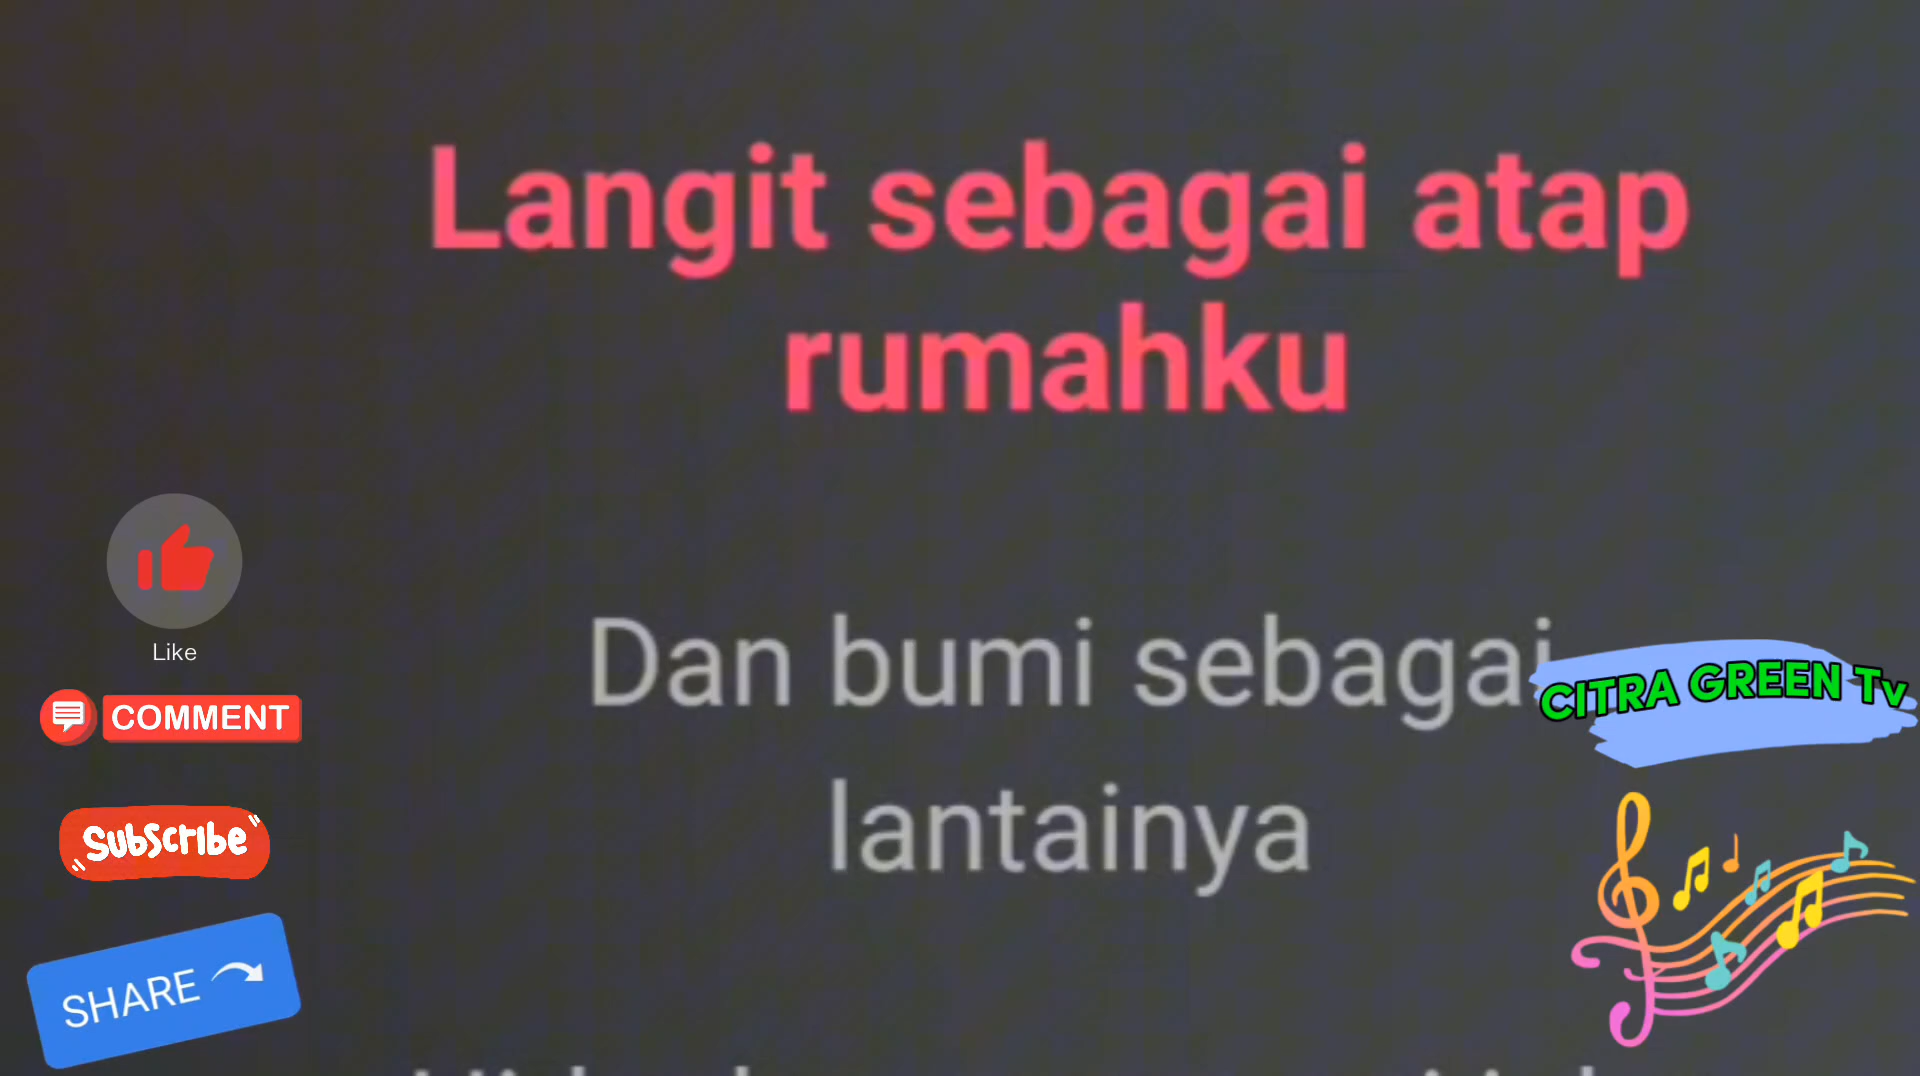 Langit sebagai atap
rumahku
Dan bumi sebagai
lantainya
Like
COMMENT
Subscribe
SHARE
CITRA GREEN Tv